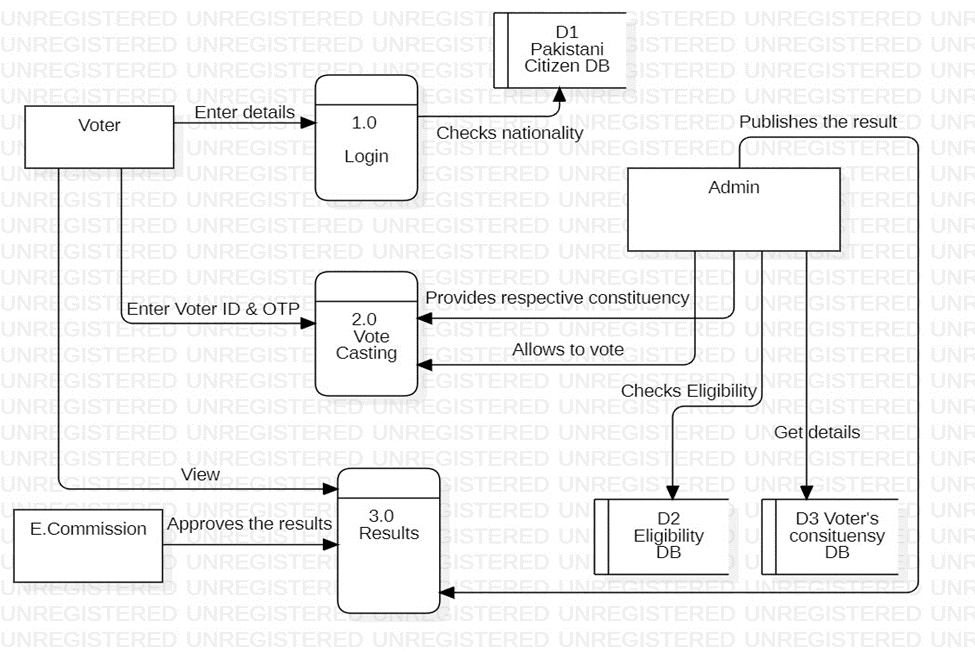 D1
Pakistani
Citizen DB
Enter details
Voter
1.0
Login
Checks nationality
Publishes the result
Admin
Enter Voter ID & OTP
2.0
Vote
Casting
Provides respective constituency
Allows to vote
Checks Eligibility
Get details
View
E.Commission
Approves the results
3.0
Results
D2
Eligibility
DB
D3 Voter's
consituensy
DB
UNREGISTERED